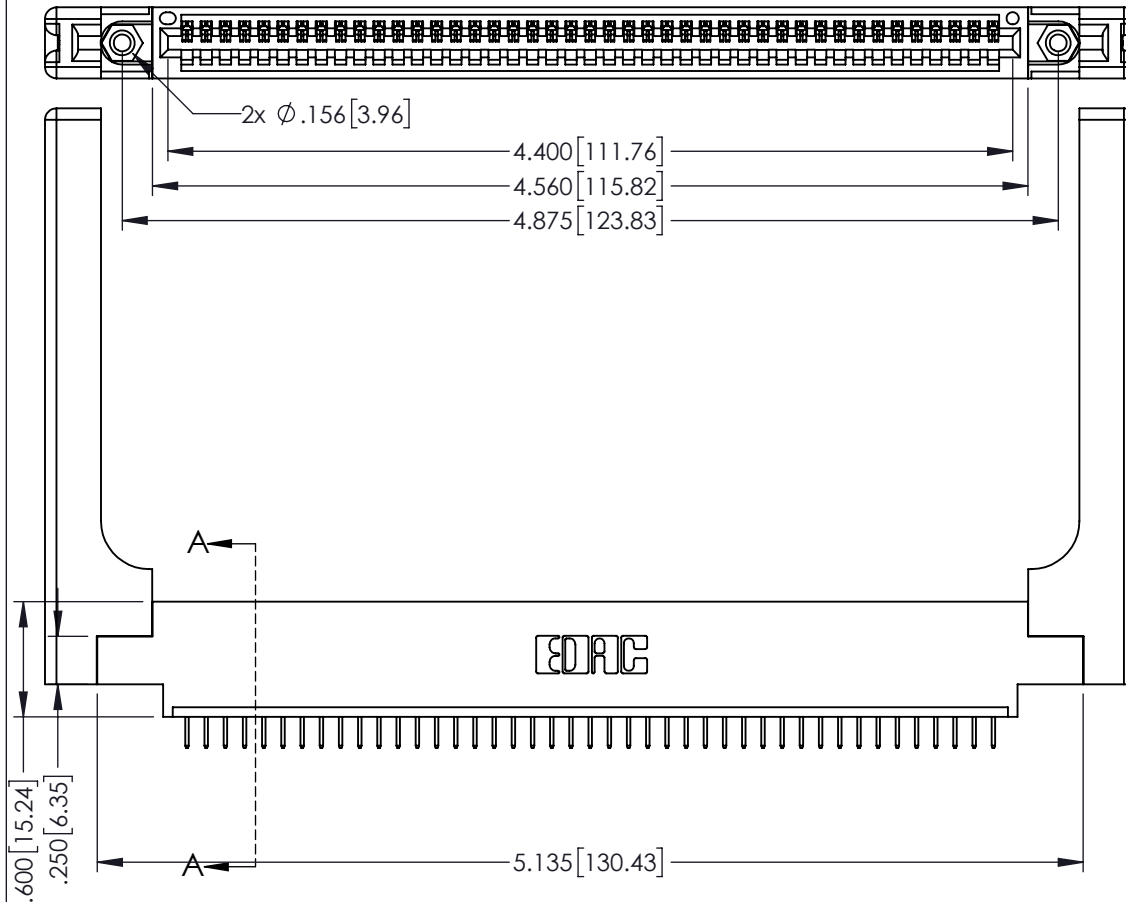 2x ∅.156[3.96]
4.400[111.76]
4.560[115.82]
4.875[123.83]
A
EDAC
.600[15.24]
.250[6.35]
A
5.135[130.43]